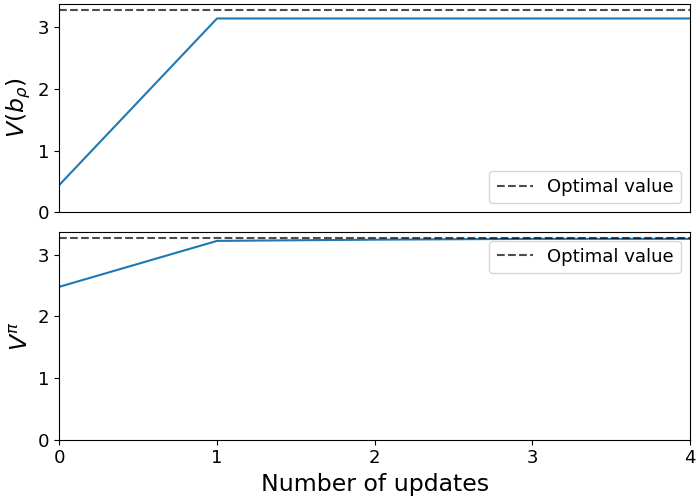 3
2
1
0
V(b_ρ)
Optimal value
3
2
1
0
V^π
Optimal value
0 1 2 3 4
Number of updates